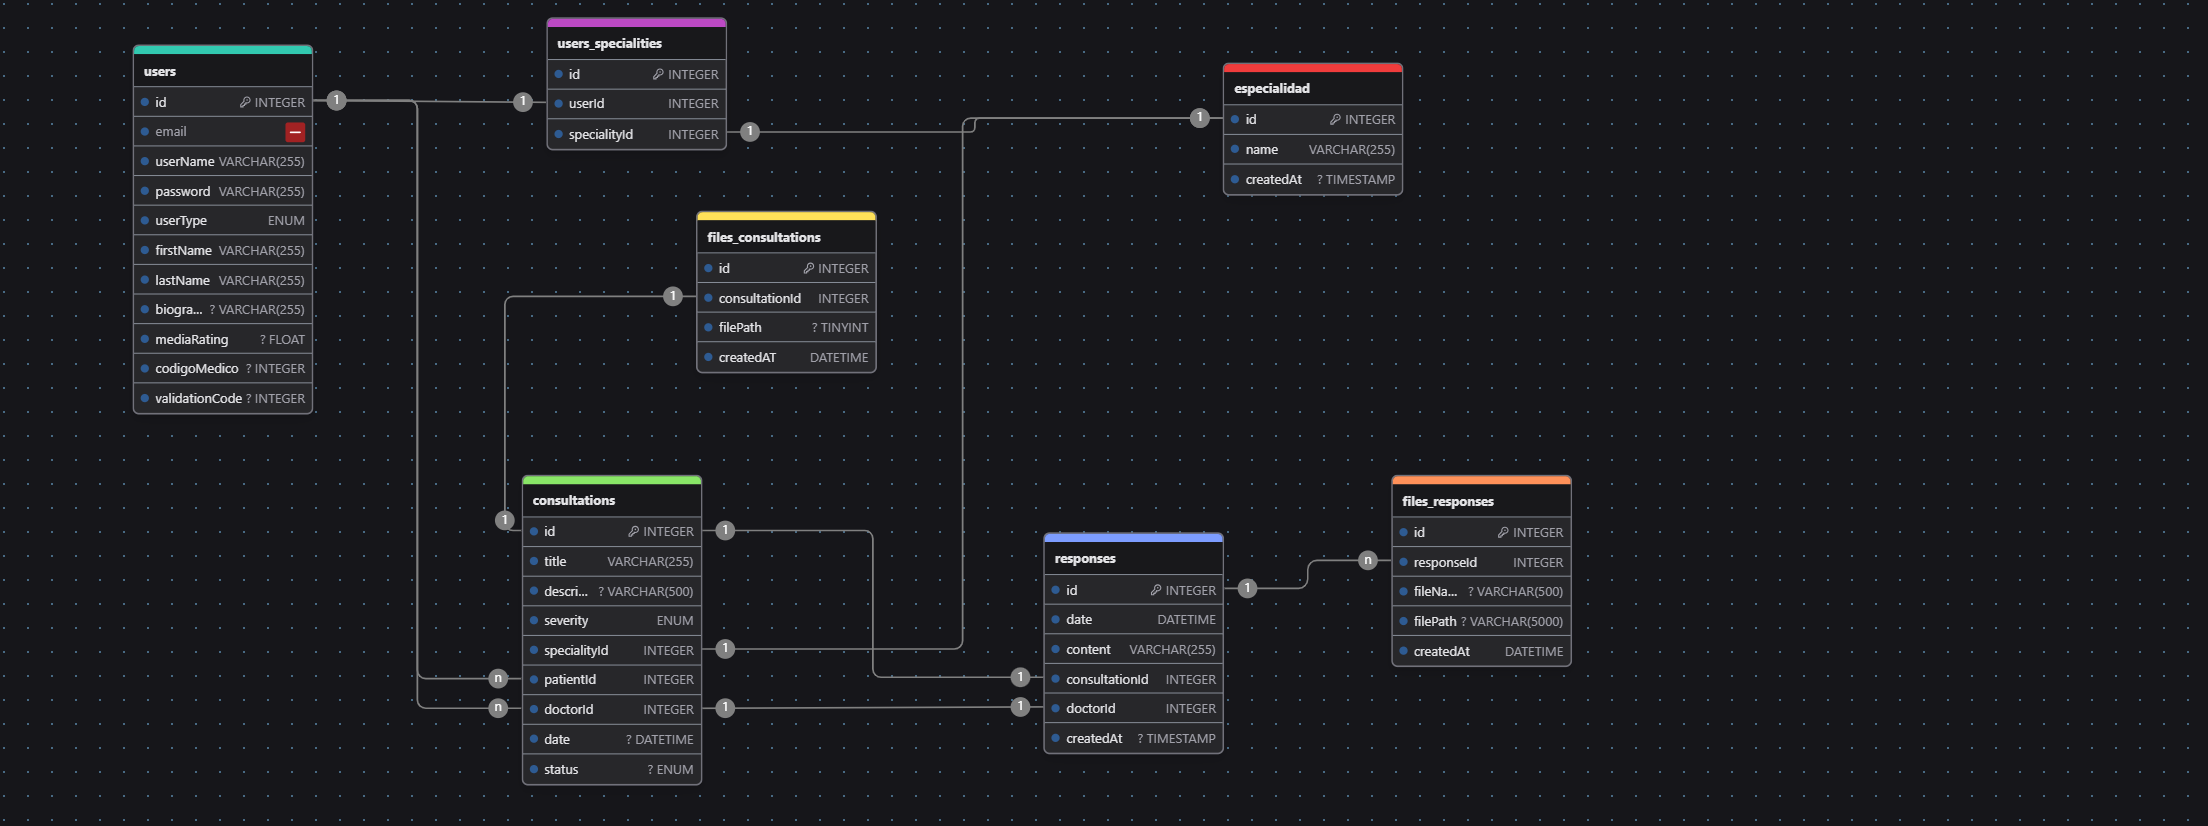 users
id INTEGER
email
userName VARCHAR(255)
password VARCHAR(255)
userType ENUM
firstName VARCHAR(255)
lastName VARCHAR(255)
biogra... ? VARCHAR(255)
mediaRating ? FLOAT
codigoMedico ? INTEGER
validationCode ? INTEGER
1
1
users_specialities
id INTEGER
userId INTEGER
specialityId INTEGER
1
1
especialidad
id INTEGER
name VARCHAR(255)
createdAt ? TIMESTAMP
files_consultations
id INTEGER
consultationId INTEGER
filePath ? TINYINT
createdAT DATETIME
1
1
consultations
id INTEGER
title VARCHAR(255)
descri... ? VARCHAR(500)
severity ENUM
specialityId INTEGER
patientId INTEGER
doctorId INTEGER
date ? DATETIME
status ? ENUM
n
n
1
1
1
1
1
responses
id INTEGER
date DATETIME
content VARCHAR(255)
consultationId INTEGER
doctorId INTEGER
createdAt ? TIMESTAMP
1
n
files_responses
id INTEGER
responseId INTEGER
fileNa... ? VARCHAR(500)
filePath ? VARCHAR(5000)
createdAt DATETIME